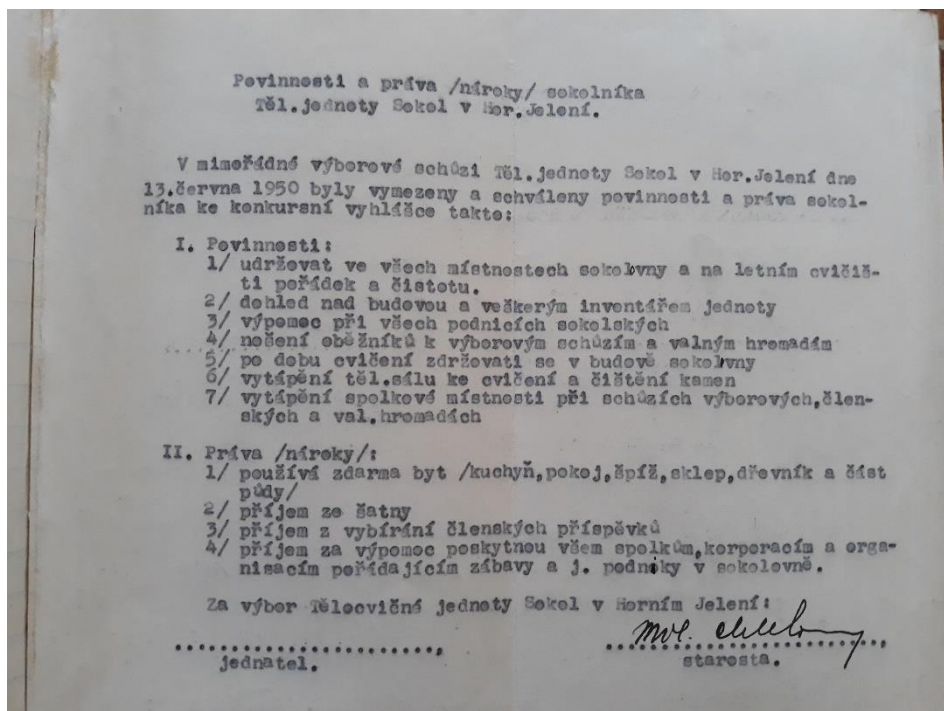 Povinnosti a práva /nároky/ sokolníka
Těl.jednoty Sokol v Hor.Jelení.
V mimořádné výborové schůzi Těl.jednoty Sokol v Hor.Jelení dne
13.června 1950 byly vymezeny a schváleny povinnosti a práva sokol-
níka ke konkursní vyhlášce takto:
I. Povinnosti:
1/ udržovat ve všech místnostech sokolvny a na letním cvičiš-
ti pořádek a čistotu.
2/ dohled nad budovou a veškerým inventářem jednoty
3/ výpomoc při všech podnicích sokolských
4/ nošení oběžníků k výborovým schůzím a valným hromadám
5/ po dobu cvičení zdržovati se v budově sokolvny
6/ vytápění těl.sálu ke cvičení a čištění kamen
7/ vytápění spolkové místnosti při schůzích výborových,člen-
ských a val.hromadách
II. Práva /nároky/:
1/ používá zdarma byt /kuchyň,pokoj,špíž,sklep,dřevník a část
půdy/
2/ příjem ze šatny
3/ příjem z vybírání členských příspěvků
4/ příjem za výpomoc poskytnou všem spolkům,korporacím a orga-
nisacím pořádajícím zábavy a j. podniky v sokolovně.
Za výbor Tělocvičné jednoty Sokol v Horním Jelení:
jednatel.
starosta.